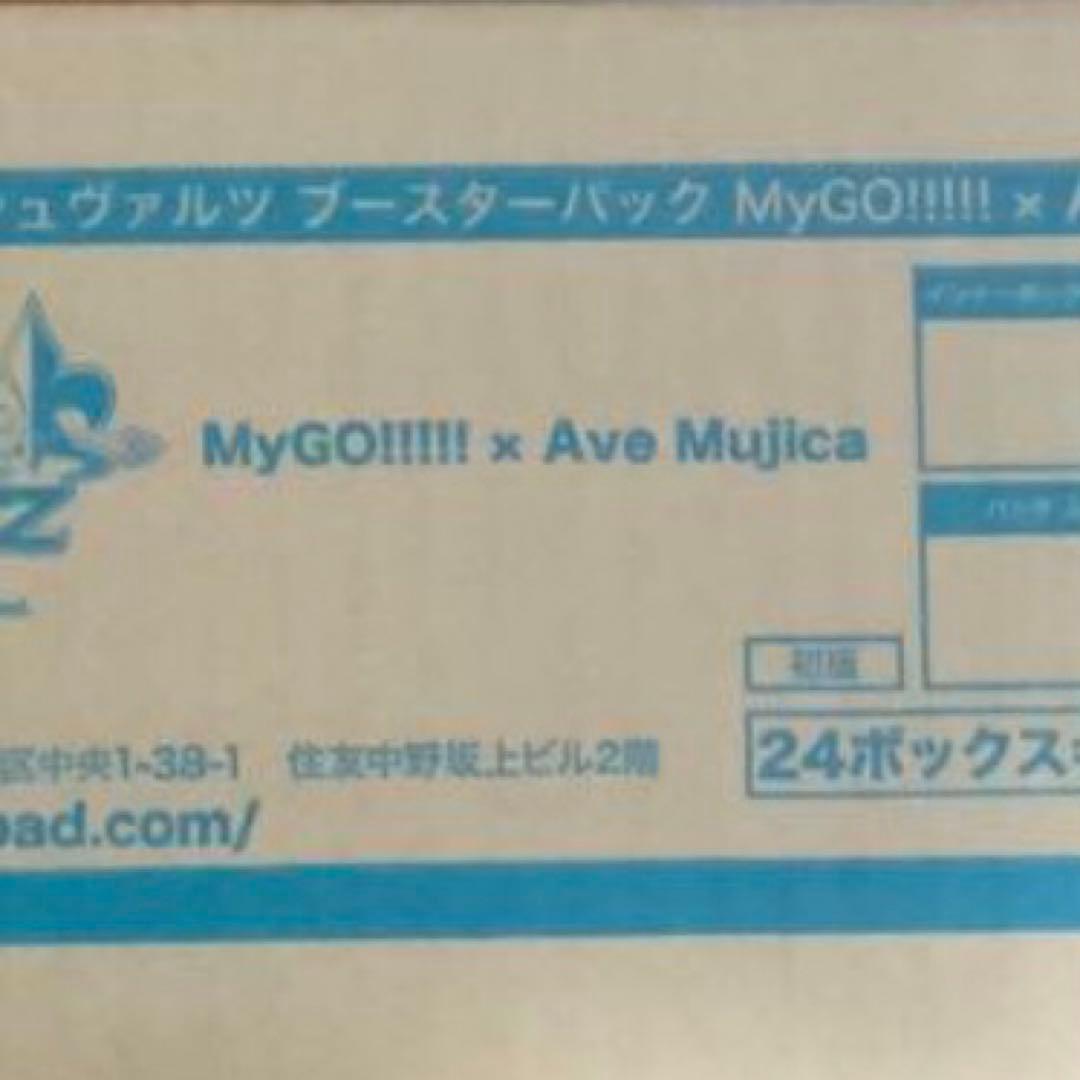 シュヴァルツ ブースターパック MyGO!!!!! ×
MyGO!!!!! × Ave Mujica
初版
24ボックス
区中央1-38-1 住友中野坂上ビル2階
oad.com/